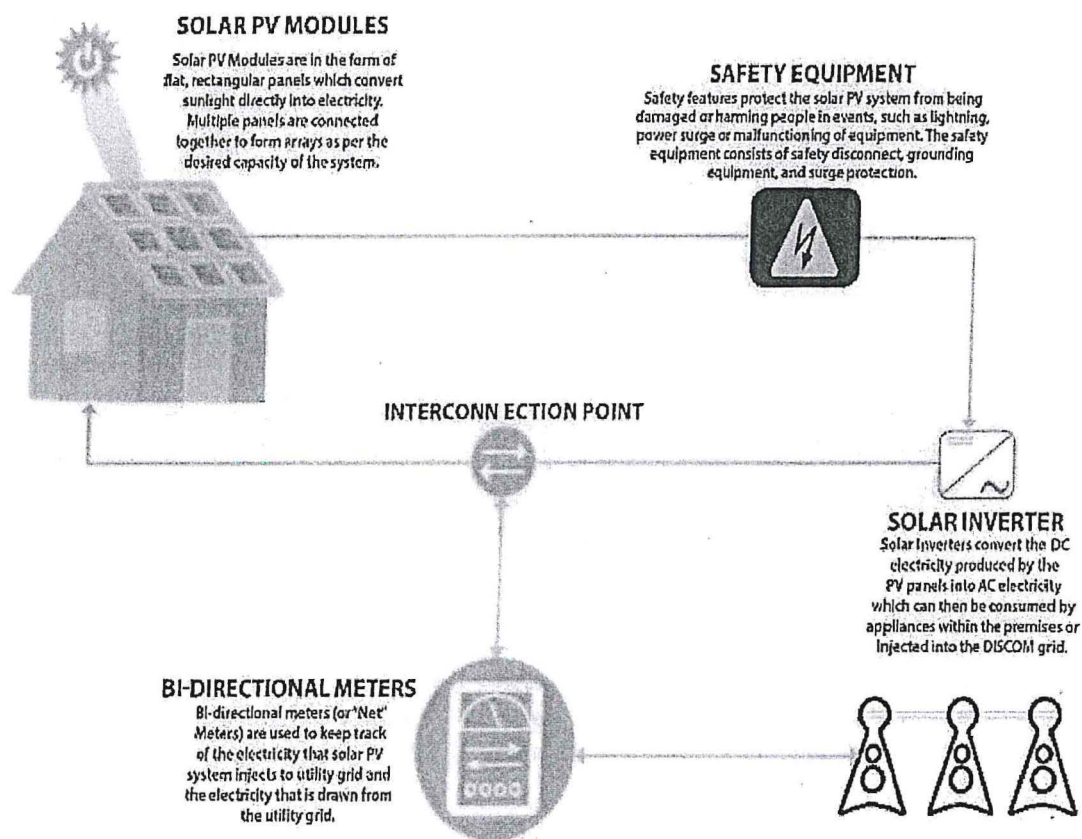 SOLAR PV MODULES
Solar PV Modules are in the form of
flat, rectangular panels which convert
sunlight directly into electricity.
Multiple panels are connected
together to form arrays as per the
desired capacity of the system.
SAFETY EQUIPMENT
Safety features protect the solar PV system from being
damaged or harming people in events, such as lightning,
power surge or malfunctioning of equipment. The safety
equipment consists of safety disconnect, grounding
equipment, and surge protection.
INTERCONNECTION POINT
SOLAR INVERTER
Solar Inverters convert the DC
electricity produced by the
PV panels into AC electricity
which can then be consumed by
appliances within the premises or
Injected into the DISCOM grid.
BI-DIRECTIONAL METERS
Bi-directional meters (or "Net"
Meters) are used to keep track
of the electricity that solar PV
system injects to utility grid and
the electricity that is drawn from
the utility grid.